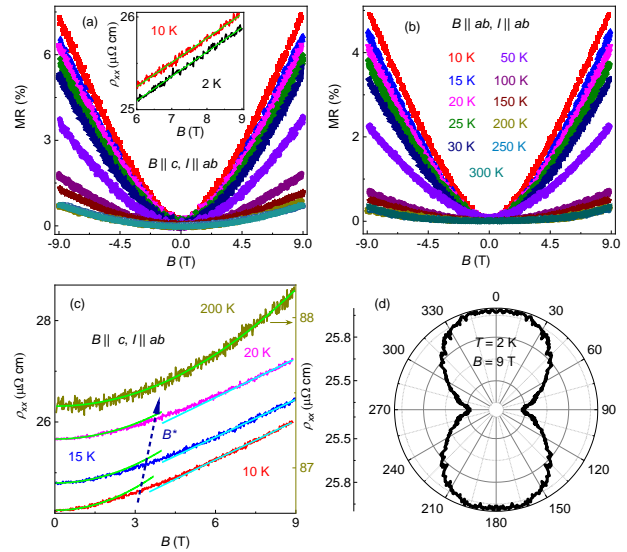 (a)
MR (%)
6
3
0
-9.0 -4.5 0.0 4.5 9.0
B (T)
B || c, I || ab
ρxx (μΩ cm)
26
25
10 K
2 K
6 7 8 9
B (T)
(b)
B || ab, I || ab
MR (%)
4
2
0
10 K 50 K
15 K 100 K
20 K 150 K
25 K 200 K
30 K 250 K
300 K
-9.0 -4.5 0.0 4.5 9.0
B (T)
(c)
B || c, I || ab
ρxx (μΩ cm)
28
26
200 K
20 K
B*
15 K
10 K
88
87
ρxx (μΩ cm)
0 3 6 9
B (T)
(d)
T = 2 K
B = 9 T
25.8
25.5
25.5
25.8
0
30
60
90
120
150
180
210
240
270
300
330